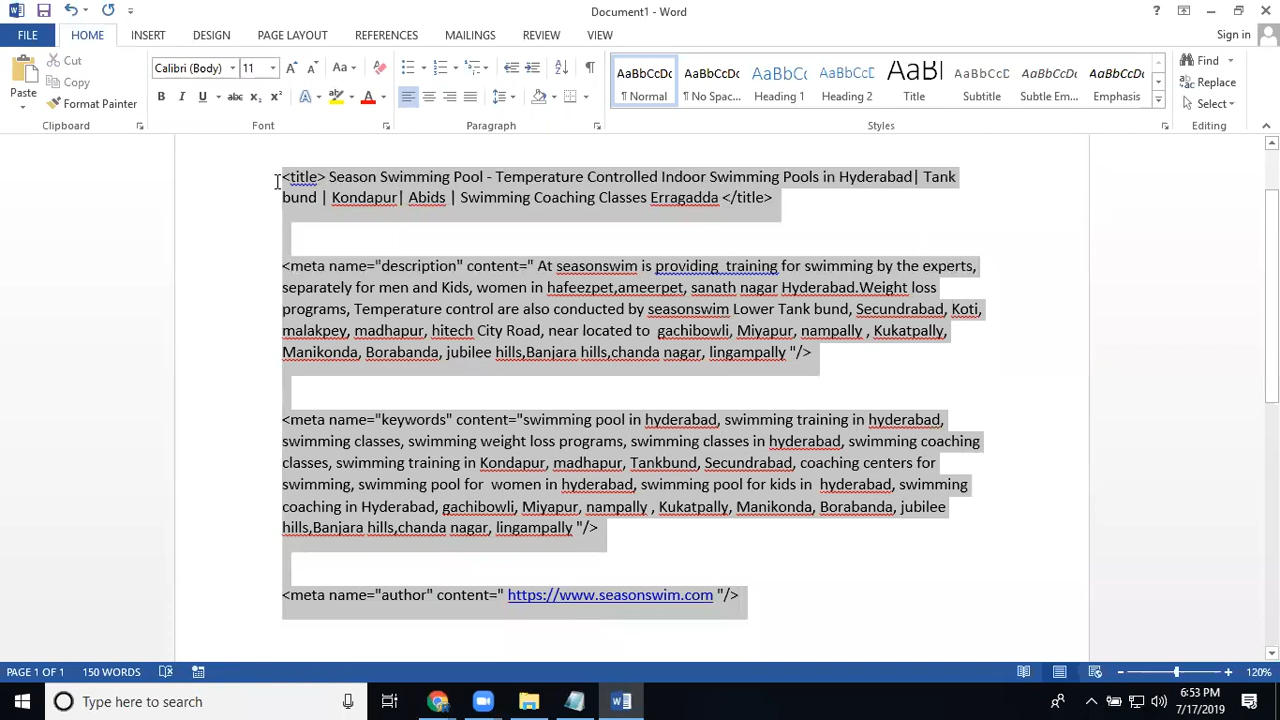 Document1 - Word
Sign in
FILE HOME INSERT DESIGN PAGE LAYOUT REFERENCES MAILINGS REVIEW VIEW
Paste
Cut
Copy
Format Painter
Clipboard
Calibri (Body) 11
Font
Paragraph
AaBbCcDc AaBbCcDc AaBbCc AaBbCcC AaBl AaBbCcD AaBbCcDc AaBbCcDc
¶ Normal ¶ No Spac... Heading 1 Heading 2 Title Subtitle Subtle Em... Emphasis
Styles
Find
Replace
Select
Editing
<title> Season Swimming Pool - Temperature Controlled Indoor Swimming Pools in Hyderabad| Tank
bund | Kondapur| Abids | Swimming Coaching Classes Erragadda </title>
<meta name="description" content=" At seasonswim is providing  training for swimming by the experts,
separately for men and Kids, women in hafeezpet,ameerpet, sanath nagar Hyderabad.Weight loss
programs, Temperature control are also conducted by seasonswim Lower Tank bund, Secundrabad, Koti,
malakpey, madhapur, hitech City Road, near located to  gachibowli, Miyapur, nampally , Kukatpally,
Manikonda, Borabanda, jubilee hills,Banjara hills,chanda nagar, lingampally "/>
<meta name="keywords" content="swimming pool in hyderabad, swimming training in hyderabad,
swimming classes, swimming weight loss programs, swimming classes in hyderabad, swimming coaching
classes, swimming training in Kondapur, madhapur, Tankbund, Secundrabad, coaching centers for
swimming, swimming pool for  women in hyderabad, swimming pool for kids in  hyderabad, swimming
coaching in Hyderabad, gachibowli, Miyapur, nampally , Kukatpally, Manikonda, Borabanda, jubilee
hills,Banjara hills,chanda nagar, lingampally "/>
<meta name="author" content=" https://www.seasonswim.com "/>
PAGE 1 OF 1 150 WORDS 120%
Type here to search
6:53 PM
7/17/2019